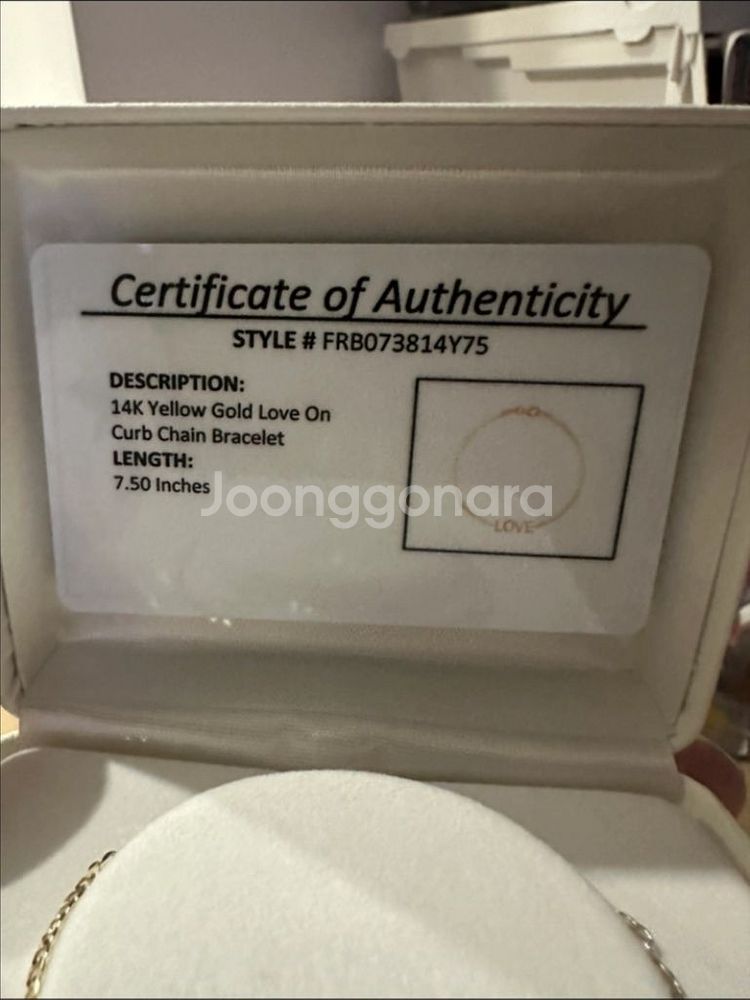 Certificate of Authenticity
STYLE # FRB073814Y75
DESCRIPTION:
14K Yellow Gold Love On
Curb Chain Bracelet
LENGTH:
7.50 Inches
LOVE
Joonggonara